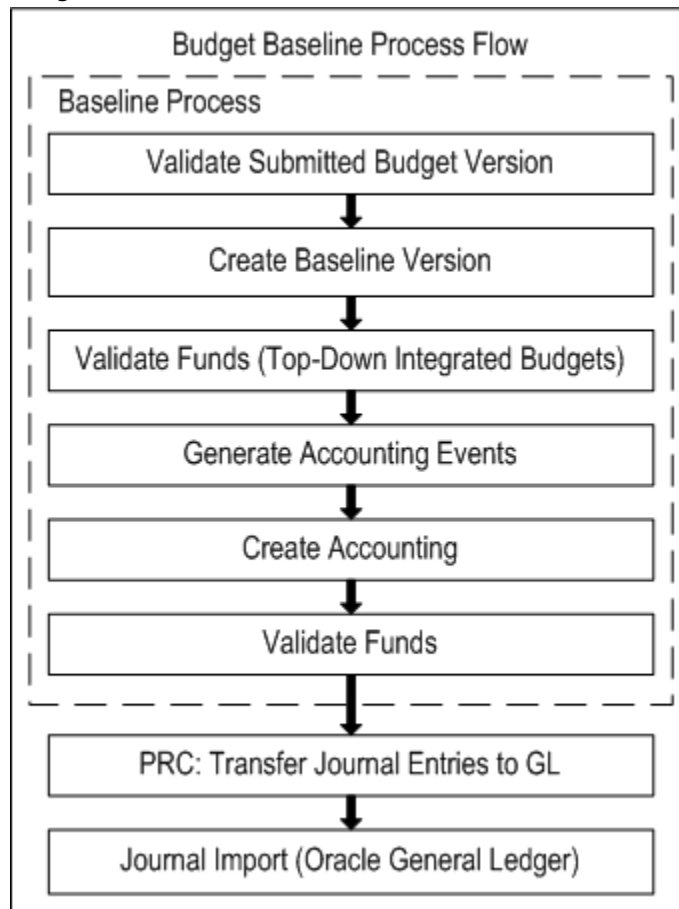 Budget Baseline Process Flow
Baseline Process
Validate Submitted Budget Version
Create Baseline Version
Validate Funds (Top-Down Integrated Budgets)
Generate Accounting Events
Create Accounting
Validate Funds
PRC: Transfer Journal Entries to GL
Journal Import (Oracle General Ledger)